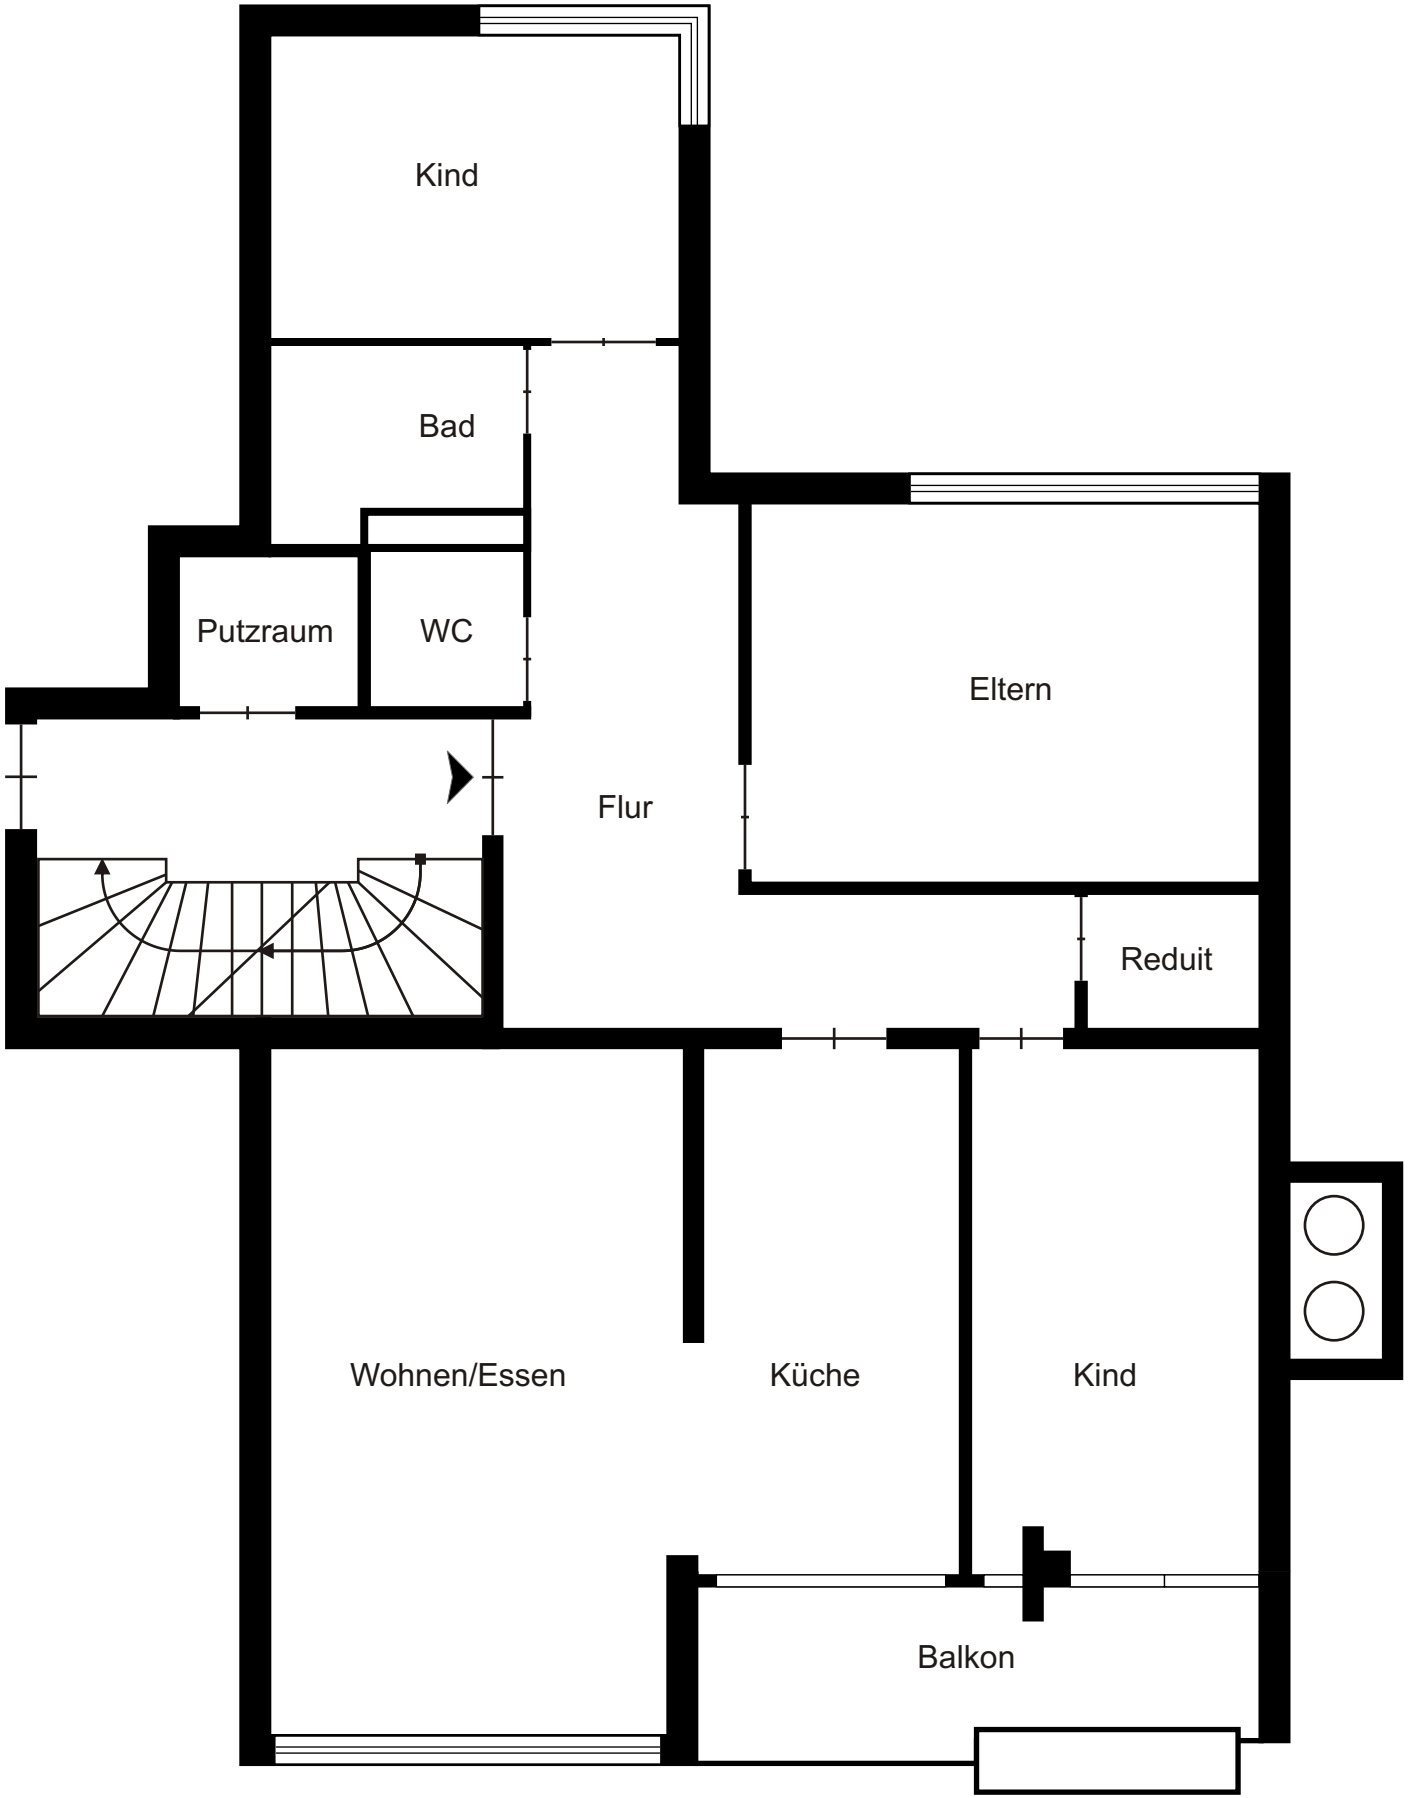 Kind
Bad
Putzraum
WC
Eltern
Flur
Reduit
Wohnen/Essen
Küche
Kind
Balkon